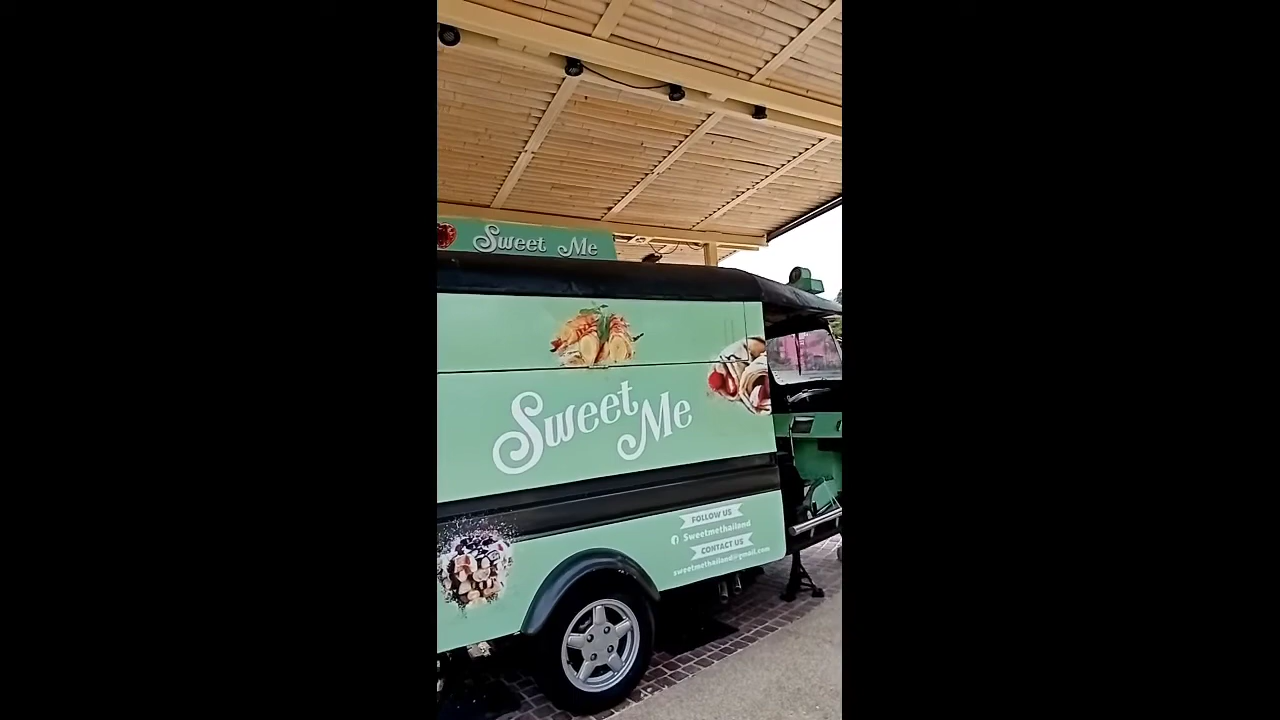 Sweet Me
Sweet Me
FOLLOW US
Sweetmethailand
CONTACT US
sweetmethailand@gmail.com